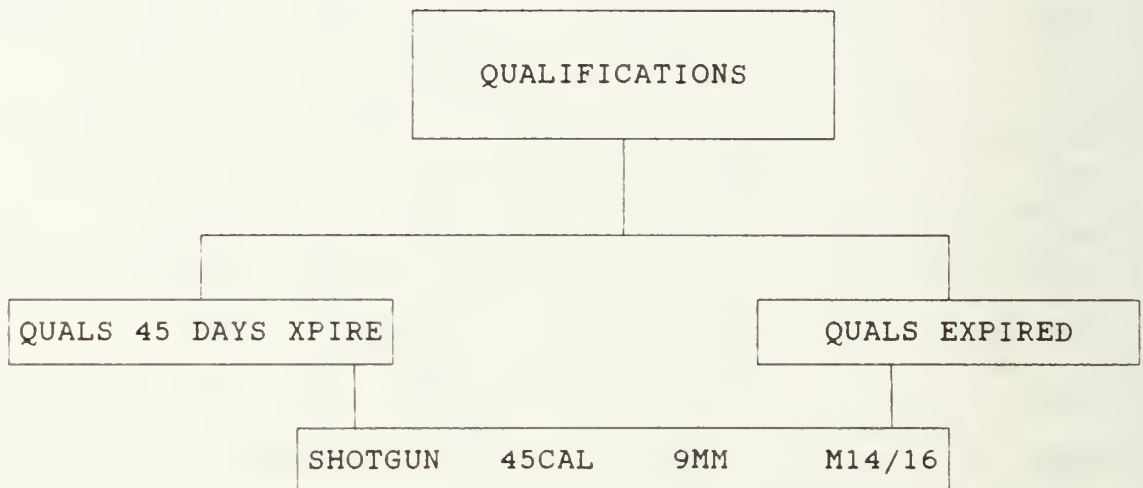 QUALIFICATIONS
QUALS 45 DAYS XPIRE
QUALS EXPIRED
SHOTGUN 45CAL 9MM M14/16